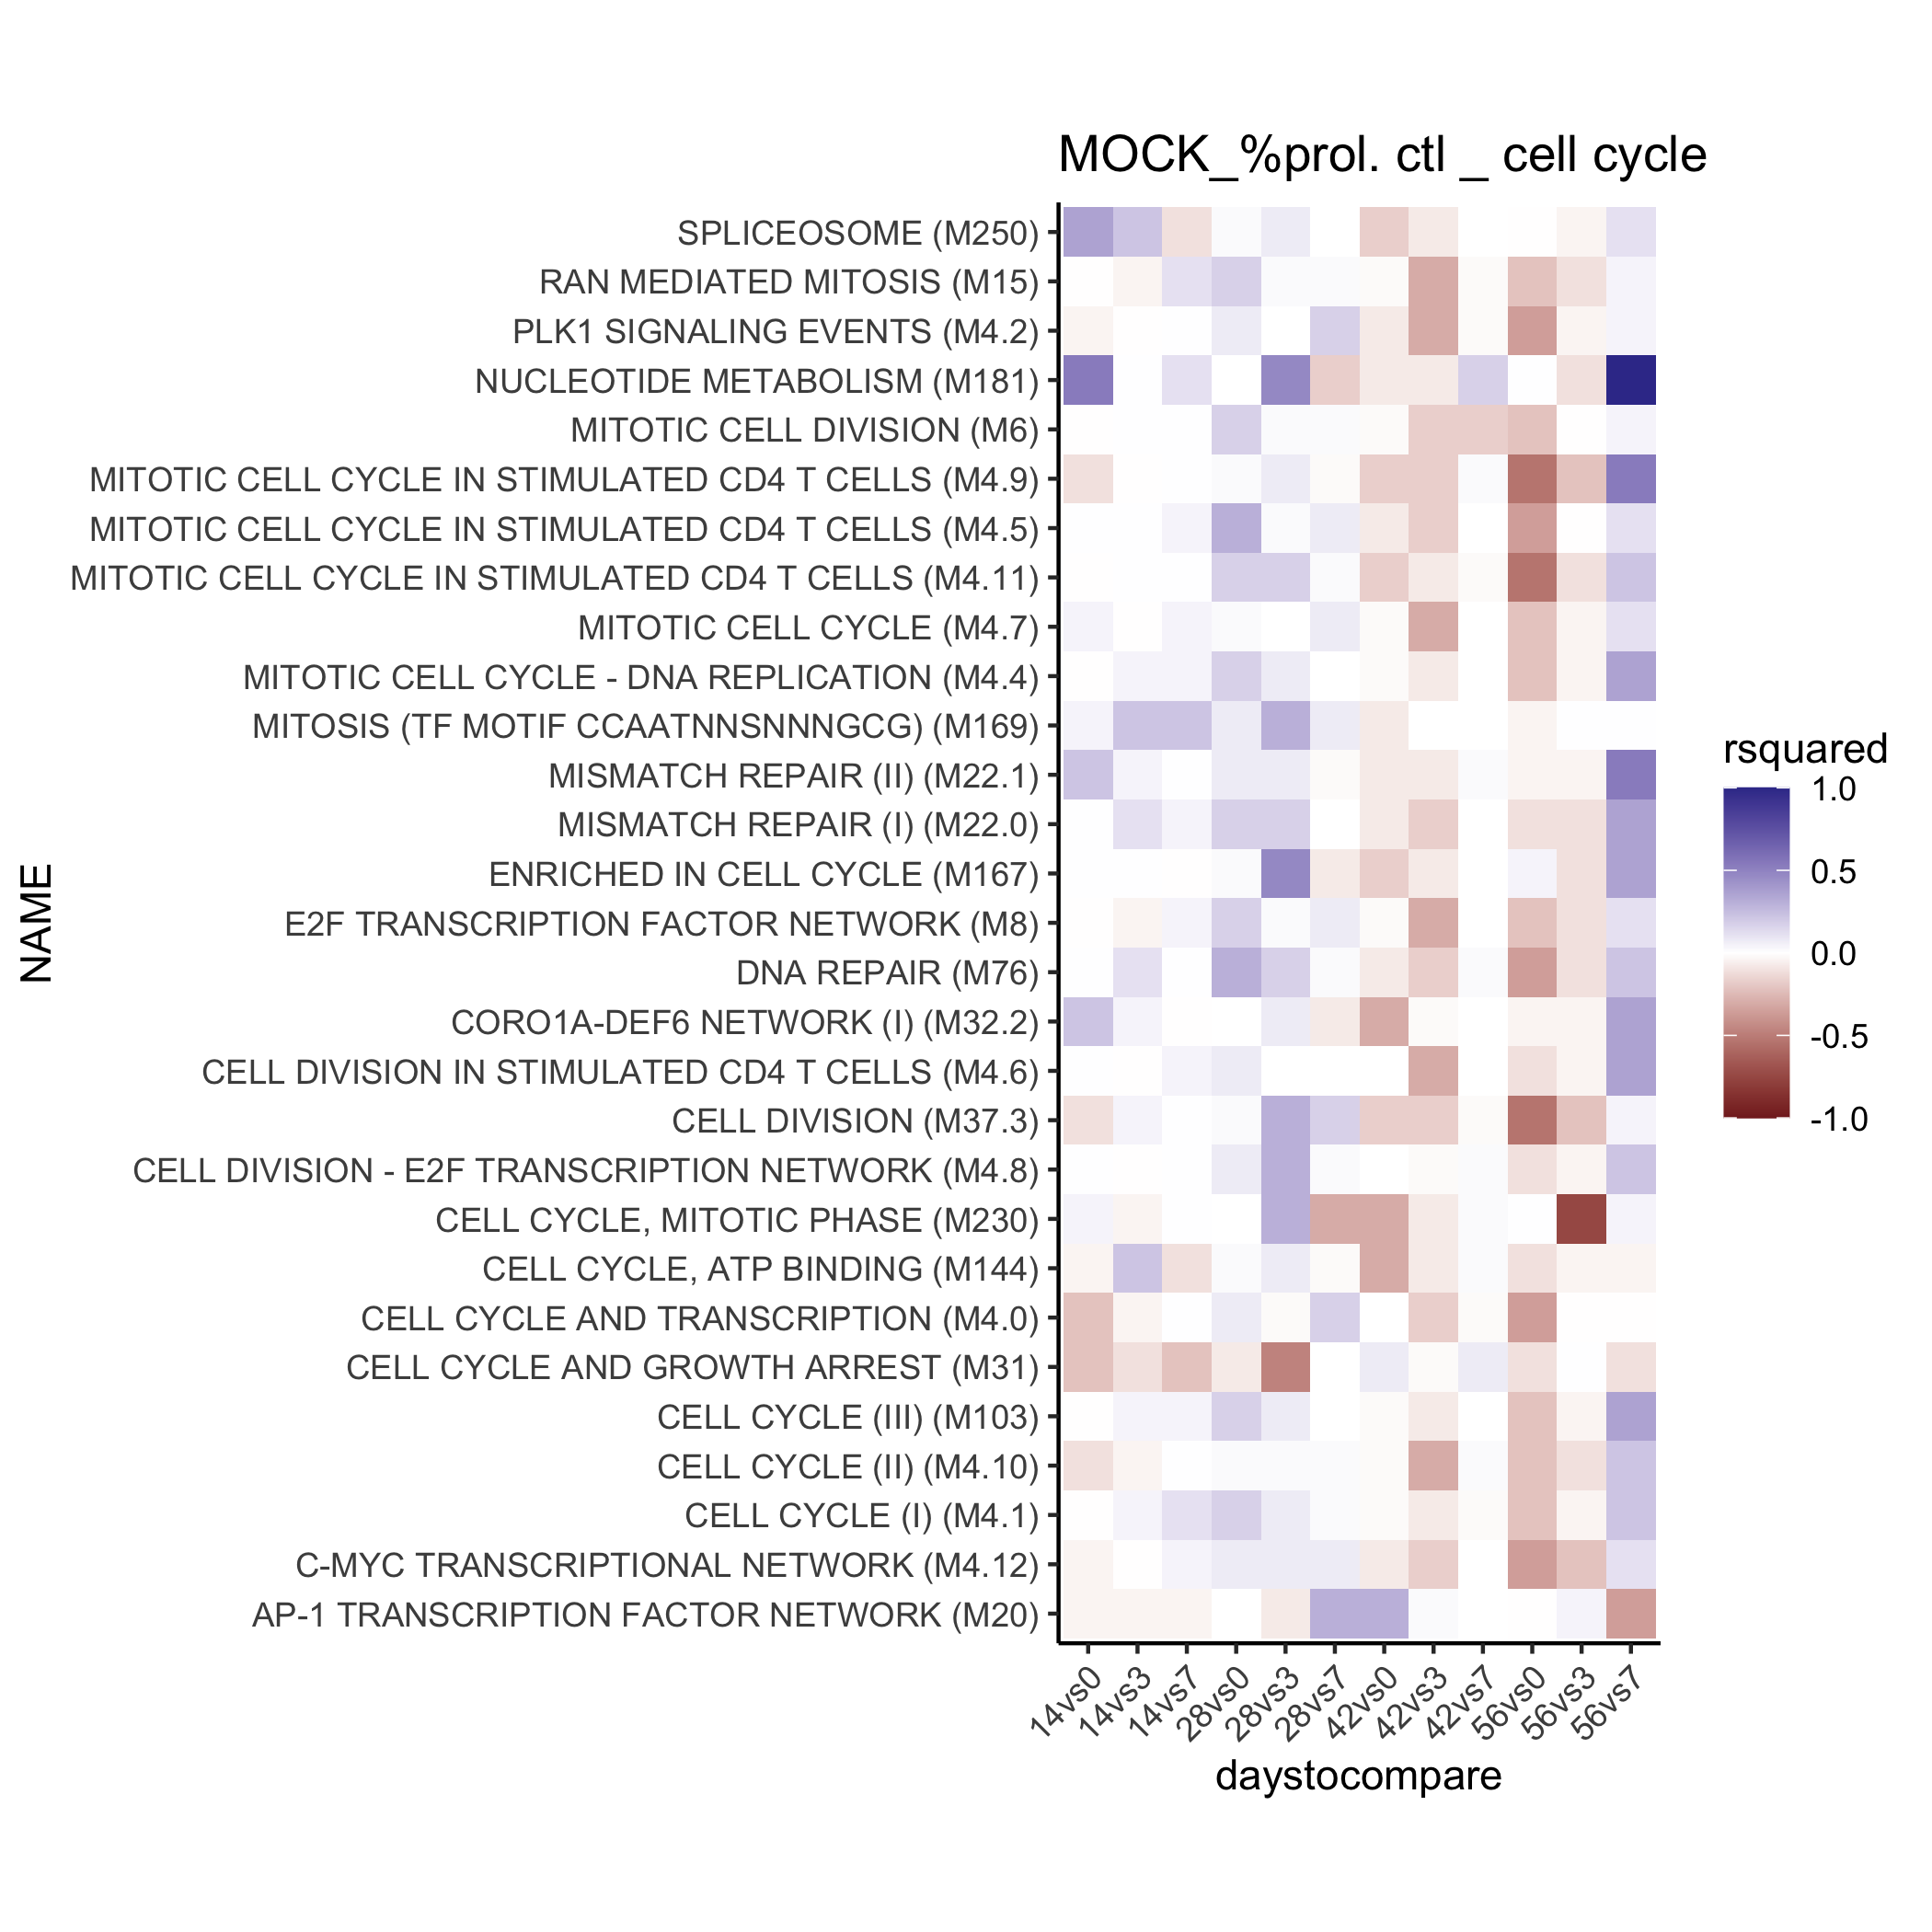 MOCK_%prol. ctl _ cell cycle
SPLICEOSOME (M250)
RAN MEDIATED MITOSIS (M15)
PLK1 SIGNALING EVENTS (M4.2)
NUCLEOTIDE METABOLISM (M181)
MITOTIC CELL DIVISION (M6)
MITOTIC CELL CYCLE IN STIMULATED CD4 T CELLS (M4.9)
MITOTIC CELL CYCLE IN STIMULATED CD4 T CELLS (M4.5)
MITOTIC CELL CYCLE IN STIMULATED CD4 T CELLS (M4.11)
MITOTIC CELL CYCLE (M4.7)
MITOTIC CELL CYCLE - DNA REPLICATION (M4.4)
MITOSIS (TF MOTIF CCAATNNSNNNGCG) (M169)
MISMATCH REPAIR (II) (M22.1)
MISMATCH REPAIR (I) (M22.0)
ENRICHED IN CELL CYCLE (M167)
E2F TRANSCRIPTION FACTOR NETWORK (M8)
DNA REPAIR (M76)
CORO1A-DEF6 NETWORK (I) (M32.2)
CELL DIVISION IN STIMULATED CD4 T CELLS (M4.6)
CELL DIVISION (M37.3)
CELL DIVISION - E2F TRANSCRIPTION NETWORK (M4.8)
CELL CYCLE, MITOTIC PHASE (M230)
CELL CYCLE, ATP BINDING (M144)
CELL CYCLE AND TRANSCRIPTION (M4.0)
CELL CYCLE AND GROWTH ARREST (M31)
CELL CYCLE (III) (M103)
CELL CYCLE (II) (M4.10)
CELL CYCLE (I) (M4.1)
C-MYC TRANSCRIPTIONAL NETWORK (M4.12)
AP-1 TRANSCRIPTION FACTOR NETWORK (M20)
NAME
14vs0
14vs3
14vs7
28vs0
28vs3
28vs7
42vs0
42vs3
42vs7
56vs0
56vs3
56vs7
daystocompare
rsquared
1.0
0.5
0.0
-0.5
-1.0